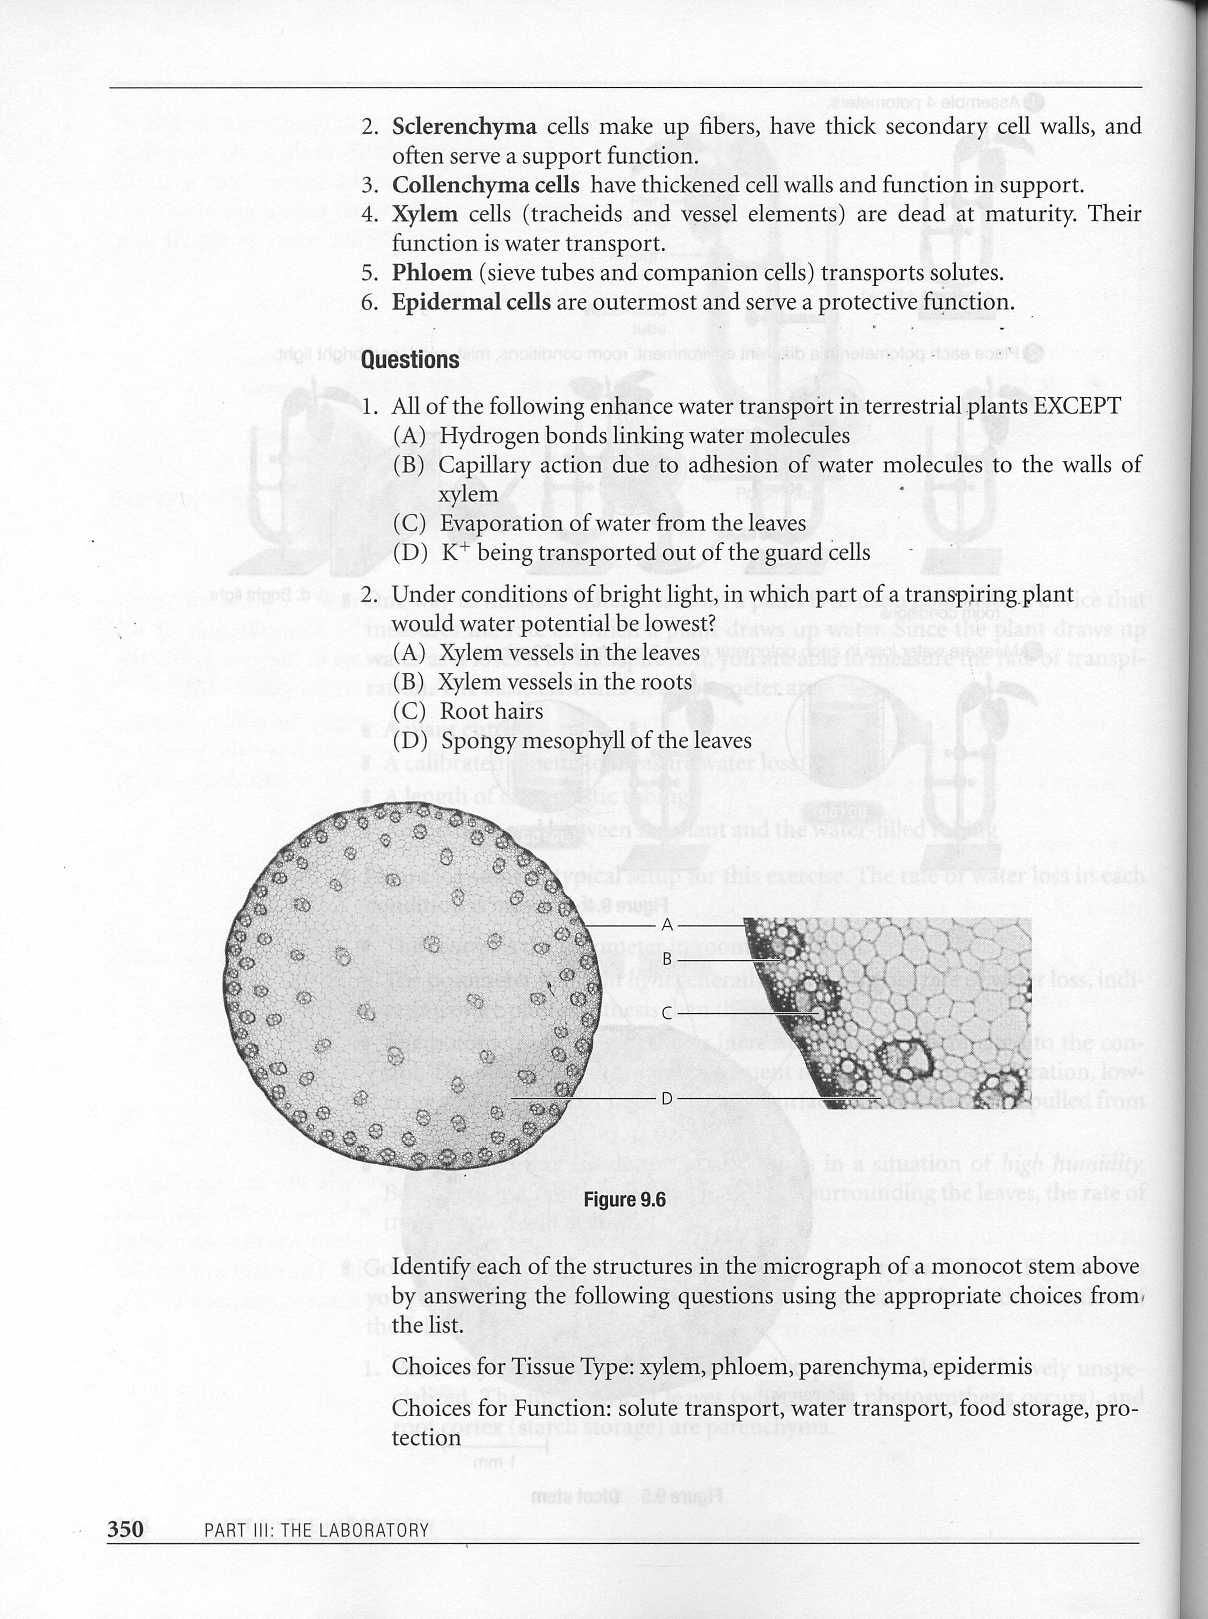 2. Sclerenchyma cells make up fibers, have thick secondary cell walls, and
often serve a support function.
3. Collenchyma cells have thickened cell walls and function in support.
4. Xylem cells (tracheids and vessel elements) are dead at maturity. Their
function is water transport.
5. Phloem (sieve tubes and companion cells) transports solutes.
6. Epidermal cells are outermost and serve a protective function.
Questions
1. All of the following enhance water transport in terrestrial plants EXCEPT
(A) Hydrogen bonds linking water molecules
(B) Capillary action due to adhesion of water molecules to the walls of
xylem
(C) Evaporation of water from the leaves
(D) K+ being transported out of the guard cells
2. Under conditions of bright light, in which part of a transpiring plant
would water potential be lowest?
(A) Xylem vessels in the leaves
(B) Xylem vessels in the roots
(C) Root hairs
(D) Spongy mesophyll of the leaves
A
B
C
D
Figure 9.6
Identify each of the structures in the micrograph of a monocot stem above
by answering the following questions using the appropriate choices from
the list.
Choices for Tissue Type: xylem, phloem, parenchyma, epidermis
Choices for Function: solute transport, water transport, food storage, pro-
tection
350 PART III: THE LABORATORY